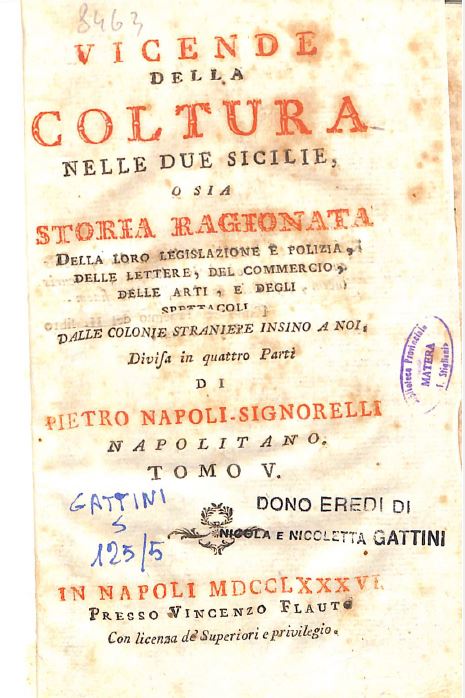 8463
VICENDE
DELLA
COLTURA
NELLE DUE SICILIE,
O SIA
STORIA RAGIONATA
DELLA LORO LEGISLAZIONE E POLIZIA,
DELLE LETTERE, DEL COMMERCIO,
DELLE ARTI, E DEGLI
SPETTACOLI
DALLE COLONIE STRANIERE INSINO A NOI.
Divisa in quattro Parti
DI
PIETRO NAPOLI-SIGNORELLI
NAPOLITANO.
TOMO V.
Biblioteca Provinciale
MATERA
T. Stigliani
GATTINI
S
125/5
DONO EREDI DI
NICOLA E NICOLETTA GATTINI
IN NAPOLI MDCCLXXXVI.
PRESSO VINCENZO FLAUTO
Con licenza de' Superiori e privilegio.